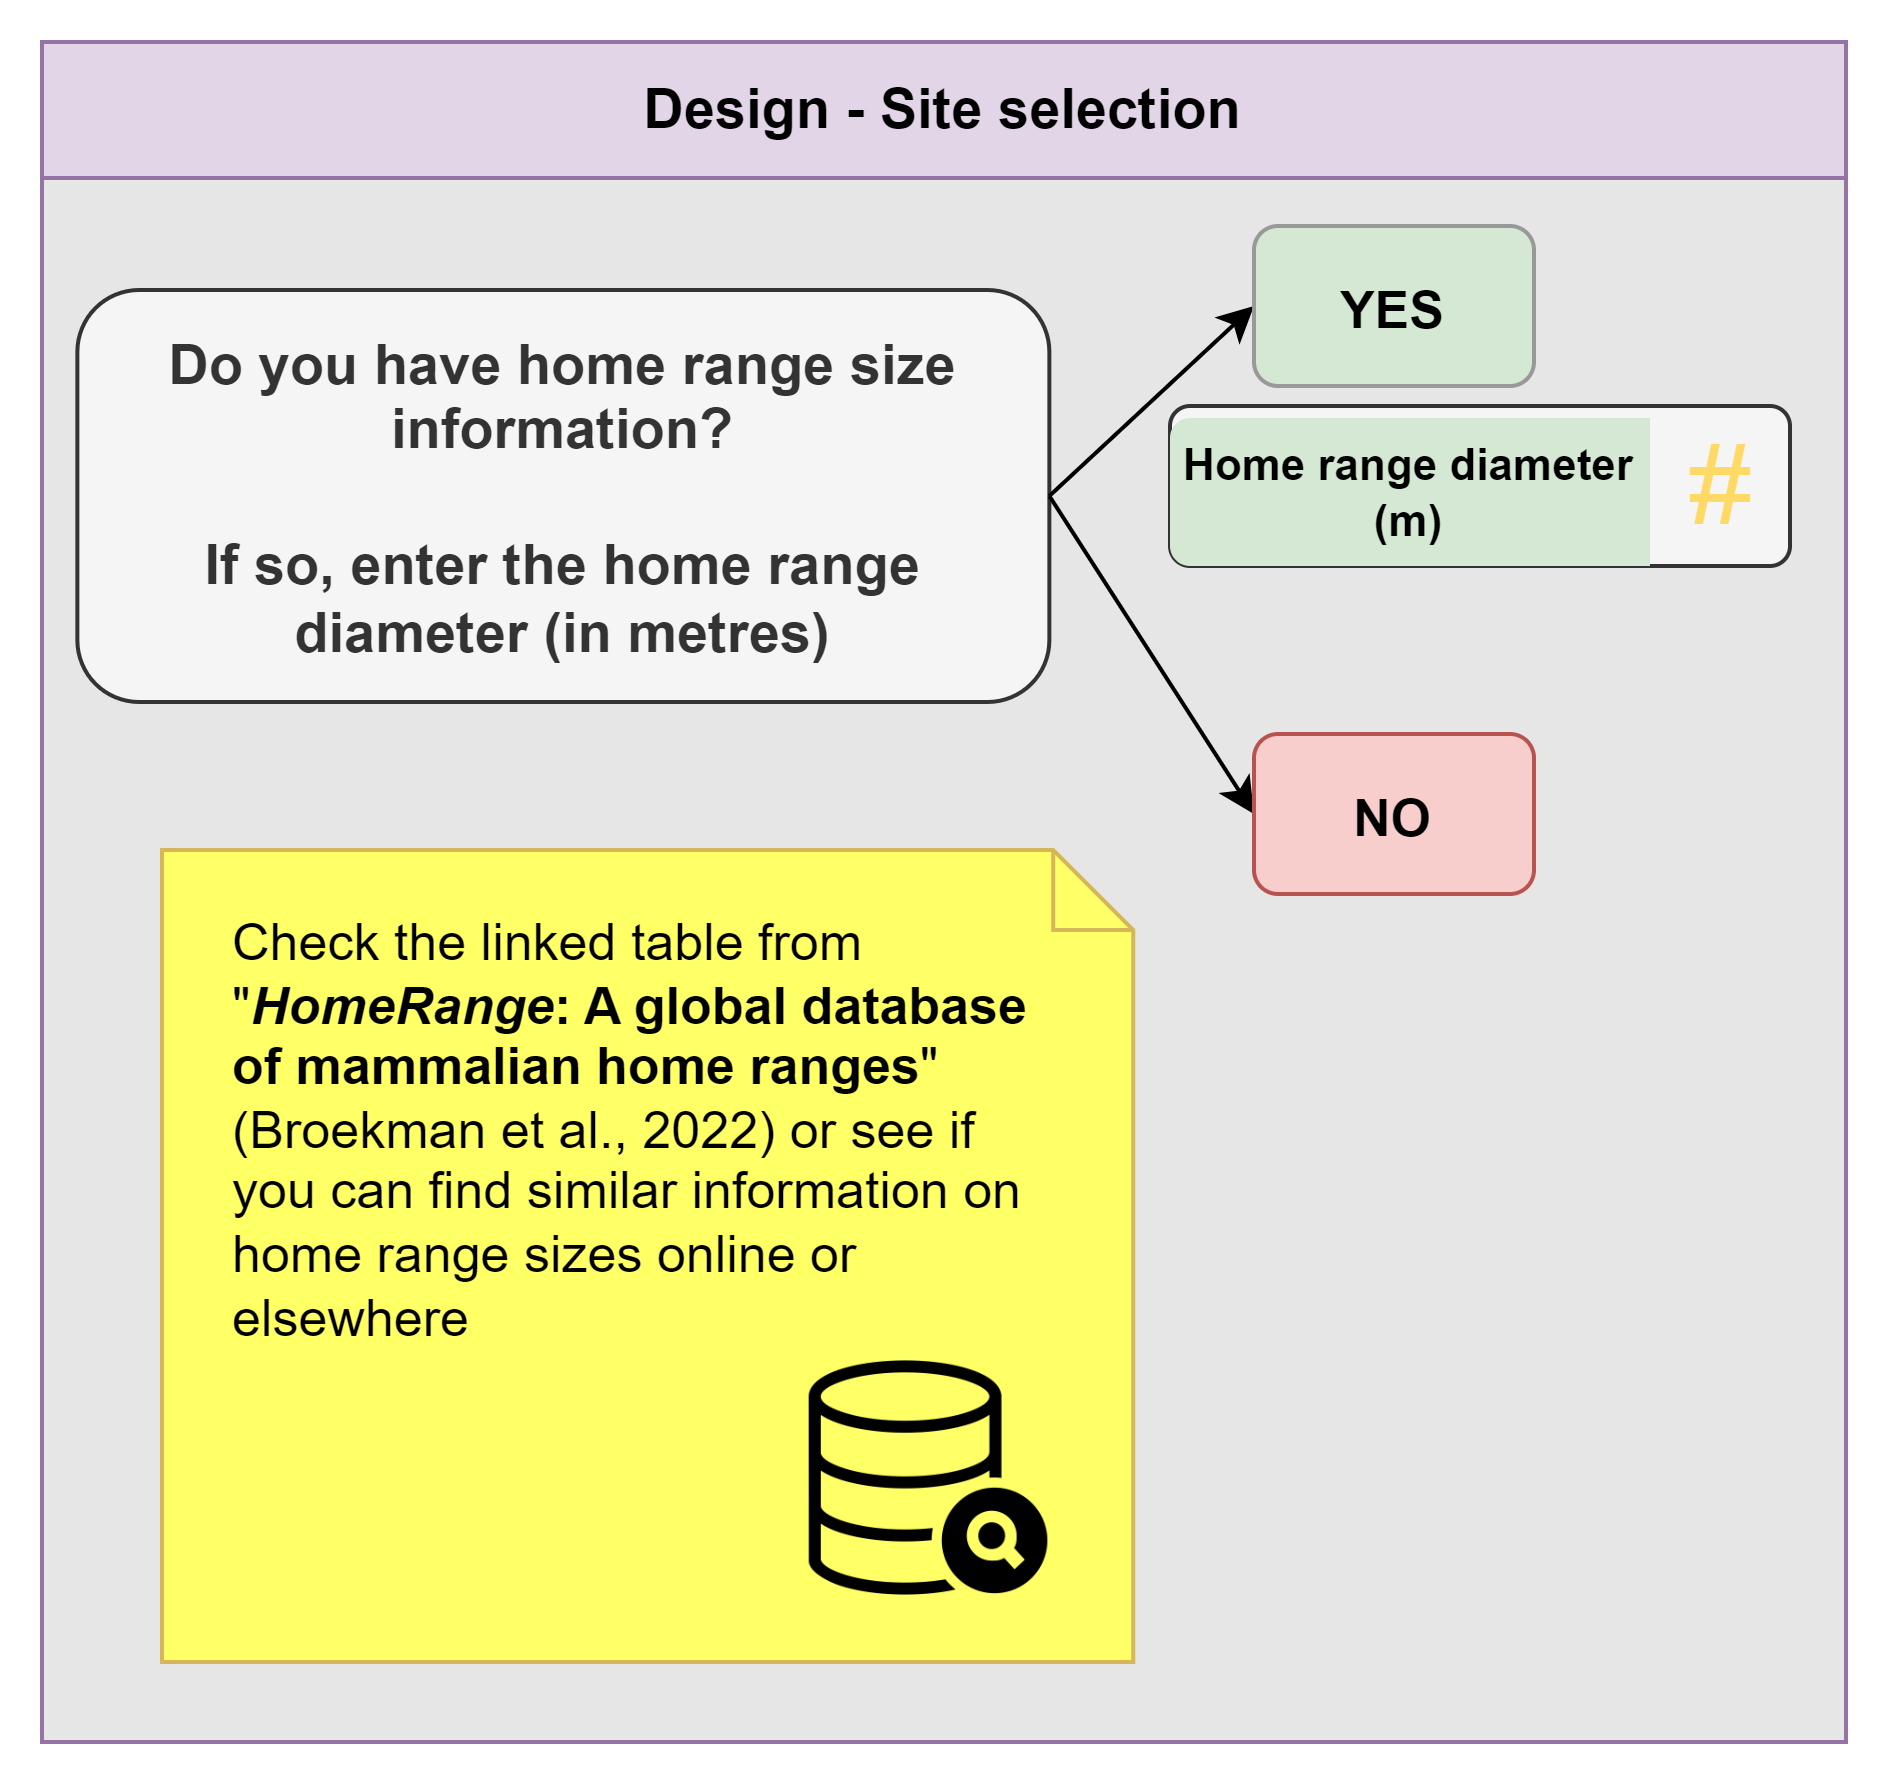 Design - Site selection
Do you have home range size
information?
If so, enter the home range
diameter (in metres)
YES
Home range diameter
(m)
#
NO
Check the linked table from
"HomeRange: A global database
of mammalian home ranges"
(Broekman et al., 2022) or see if
you can find similar information on
home range sizes online or
elsewhere